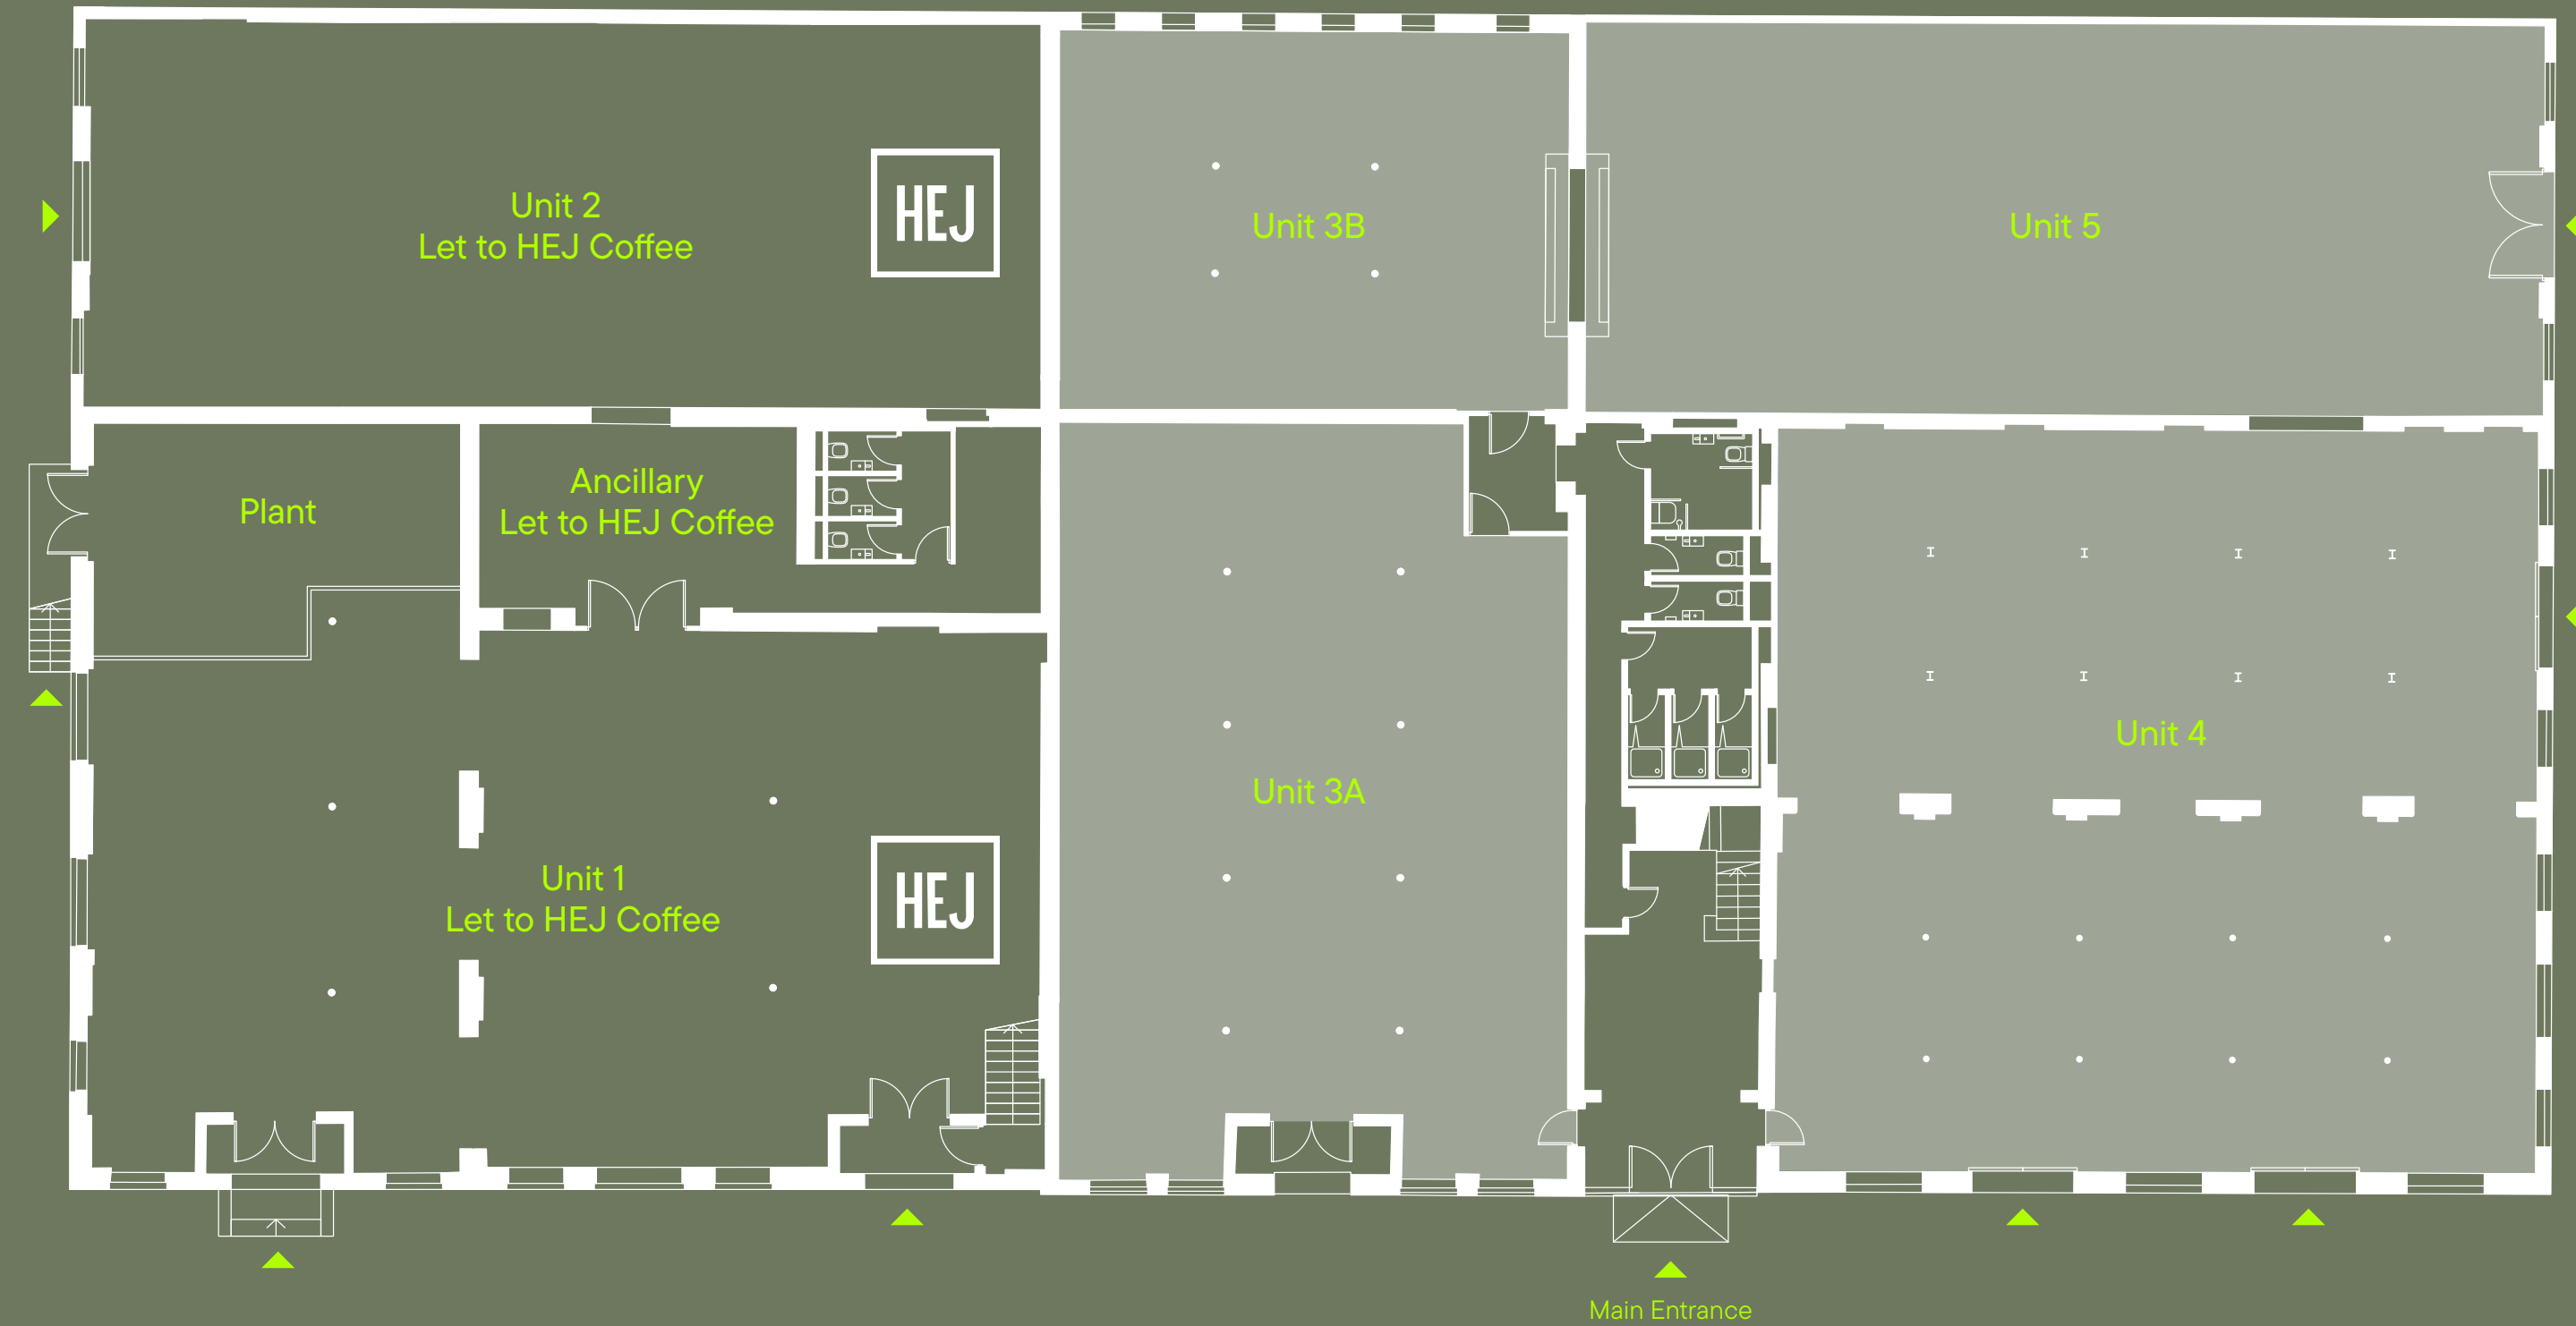 Unit 2
Let to HEJ Coffee
HEJ
Unit 3B
Unit 5
Plant
Ancillary
Let to HEJ Coffee
Unit 4
Unit 3A
Unit 1
Let to HEJ Coffee
HEJ
Main Entrance